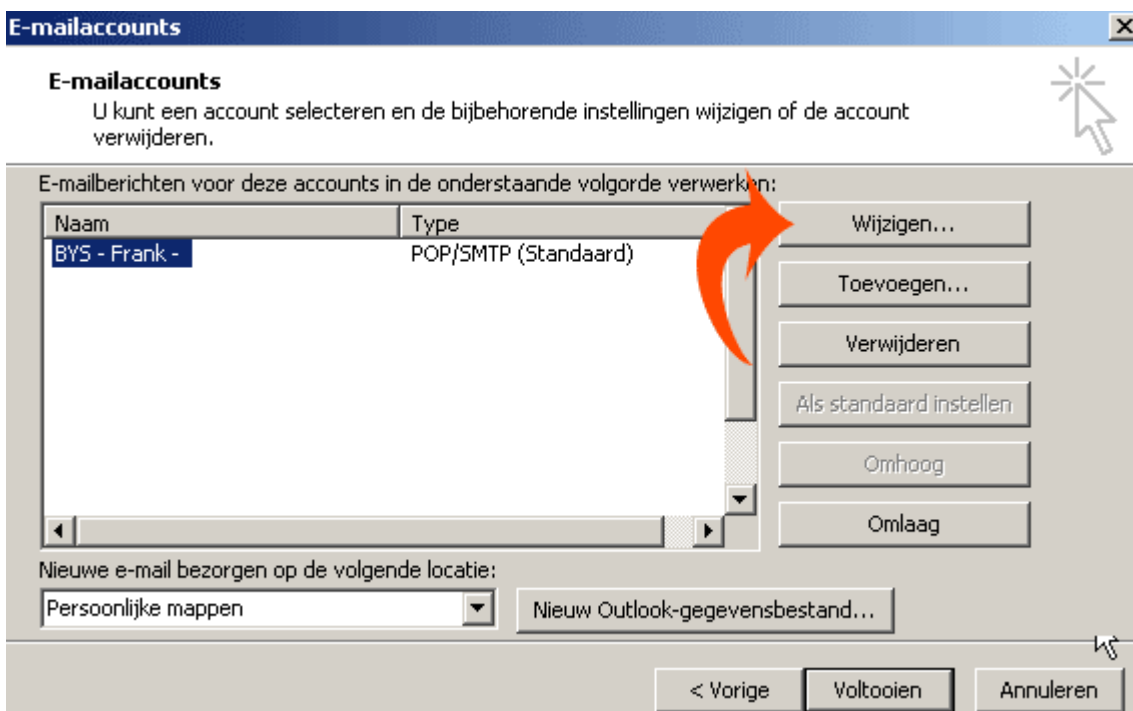 E-mailaccounts
E-mailaccounts
U kunt een account selecteren en de bijbehorende instellingen wijzigen of de account
verwijderen.
E-mailberichten voor deze accounts in de onderstaande volgorde verwerken:
Naam Type
BYS - Frank - POP/SMTP (Standaard)
Wijzigen...
Toevoegen...
Verwijderen
Als standaard instellen
Omhoog
Omlaag
Nieuwe e-mail bezorgen op de volgende locatie:
Persoonlijke mappen
Nieuw Outlook-gegevensbestand...
< Vorige
Voltooien
Annuleren